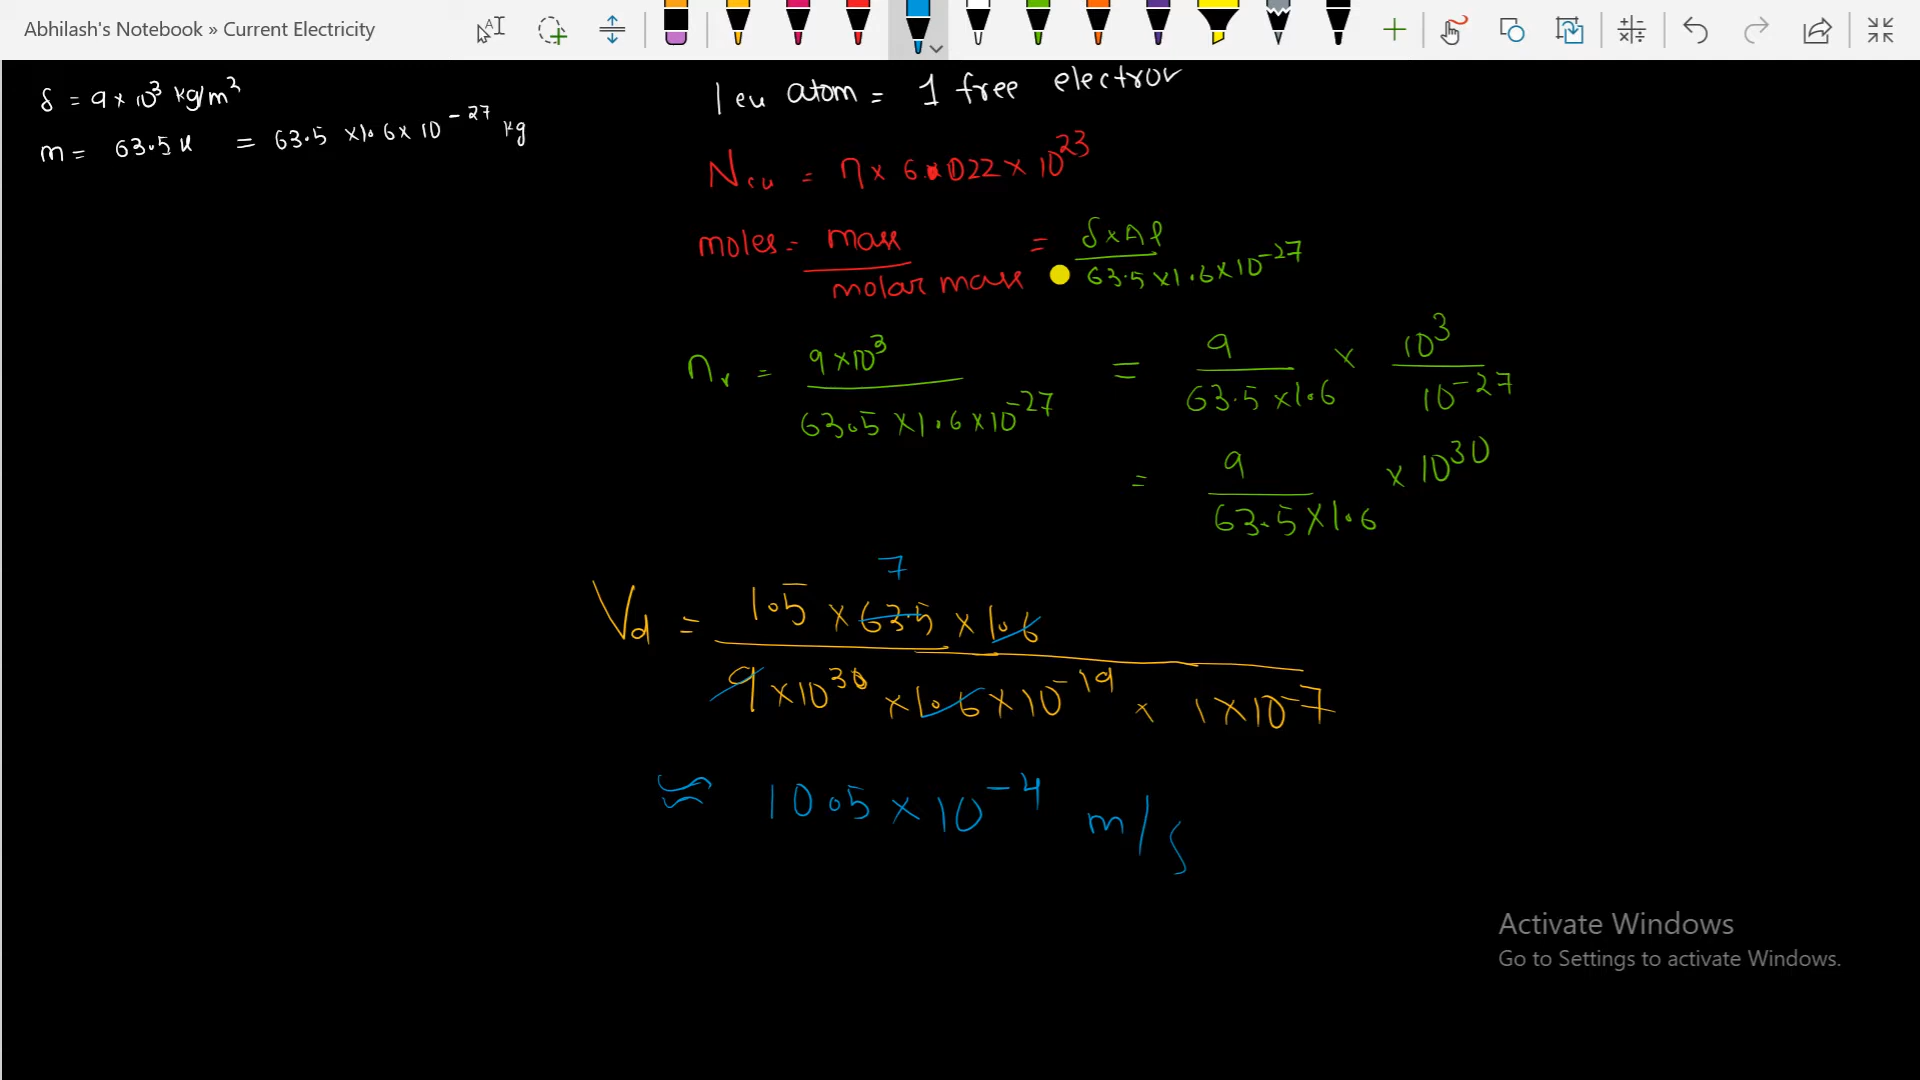 Abhilash's Notebook » Current Electricity
δ = 9 × 10³ kg/m³
m = 63.5 u = 63.5 × 1.6 × 10⁻²⁷ kg
1 cu atom = 1 free electron
N_cu = n × 6.022 × 10²³
moles = mass / molar mass = δ × Al / 63.5 × 1.6 × 10⁻²⁷
n_v = 9 × 10³ / 63.5 × 1.6 × 10⁻²⁷ = 9 / 63.5 × 1.6 × 10³ / 10⁻²⁷
= 9 / 63.5 × 1.6 × 10³⁰
7
V_d = 1.5 × 63.5 × 1.6 / 9 × 10³⁰ × 1.6 × 10⁻¹⁹ × 1 × 10⁻⁷
≈ 10.5 × 10⁻⁴ m/s
Activate Windows
Go to Settings to activate Windows.